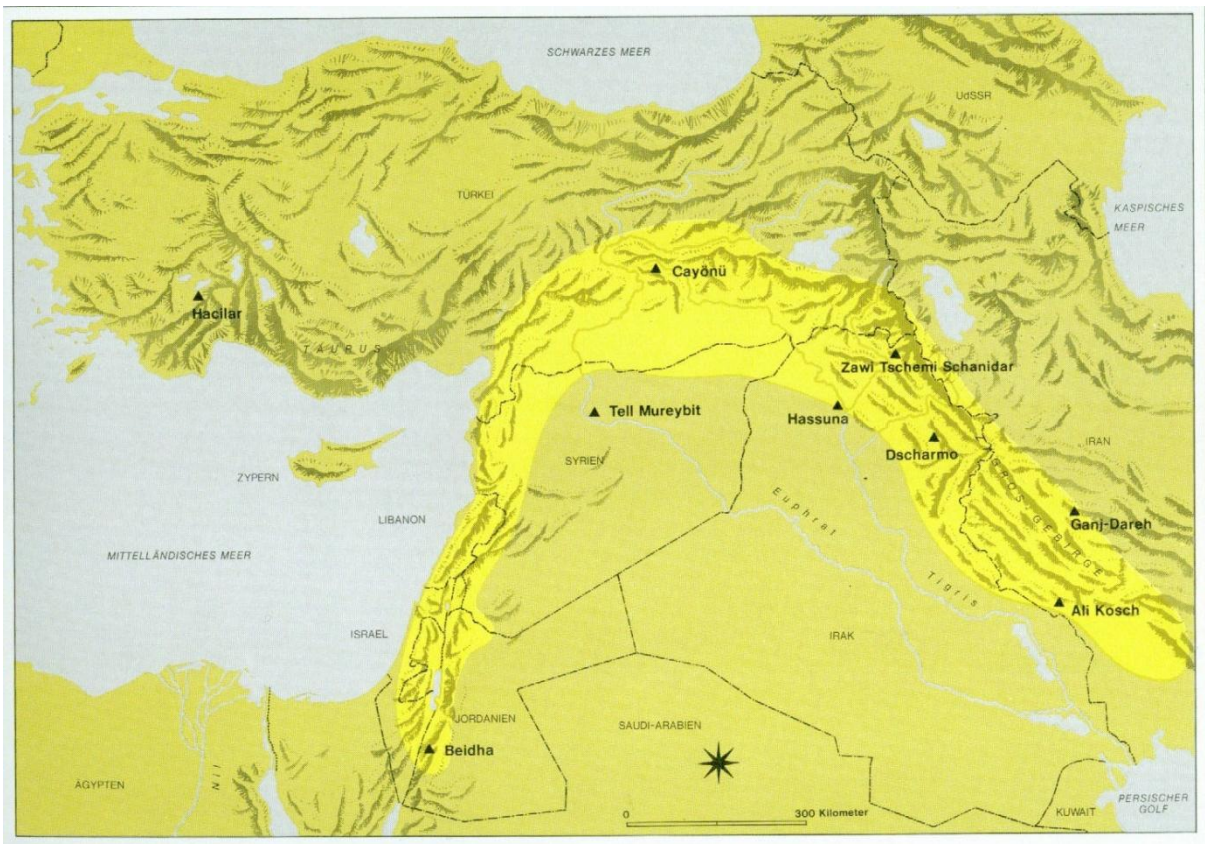 SCHWARZES MEER
UdSSR
TÜRKEI
KASPISCHES
MEER
Cayönü
Hacilar
TAURUS
Zawi Tschemi Schanidar
Tell Mureybit
Hassuna
Dscharmo
IRAN
SYRIEN
ZYPERN
LIBANON
Euphrat
GROS GEBIRGE
Ganj-Dareh
MITTELLÄNDISCHES MEER
Tigris
Ali Kosch
ISRAEL
IRAK
JORDANIEN
SAUDI-ARABIEN
Beidha
ÄGYPTEN
Nil
0
300 Kilometer
KUWAIT
PERSISCHER
GOLF